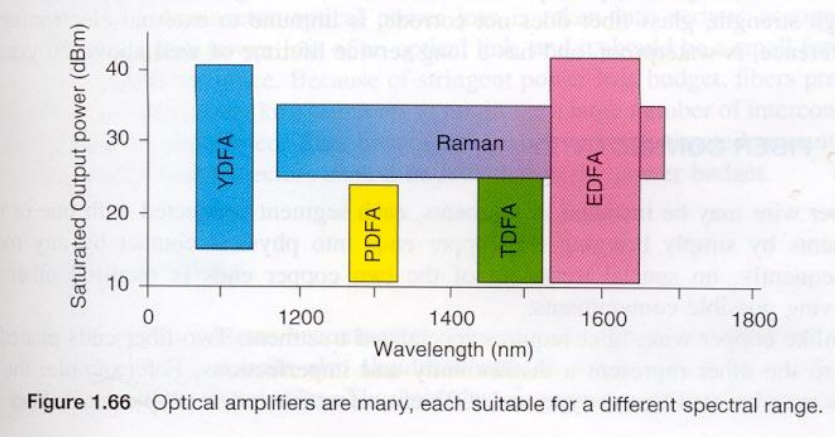 Saturated Output power (dBm)
40
30
20
10
YDFA
Raman
PDFA
TDFA
EDFA
0
1200
1400
1600
1800
Wavelength (nm)
Figure 1.66 Optical amplifiers are many, each suitable for a different spectral range.